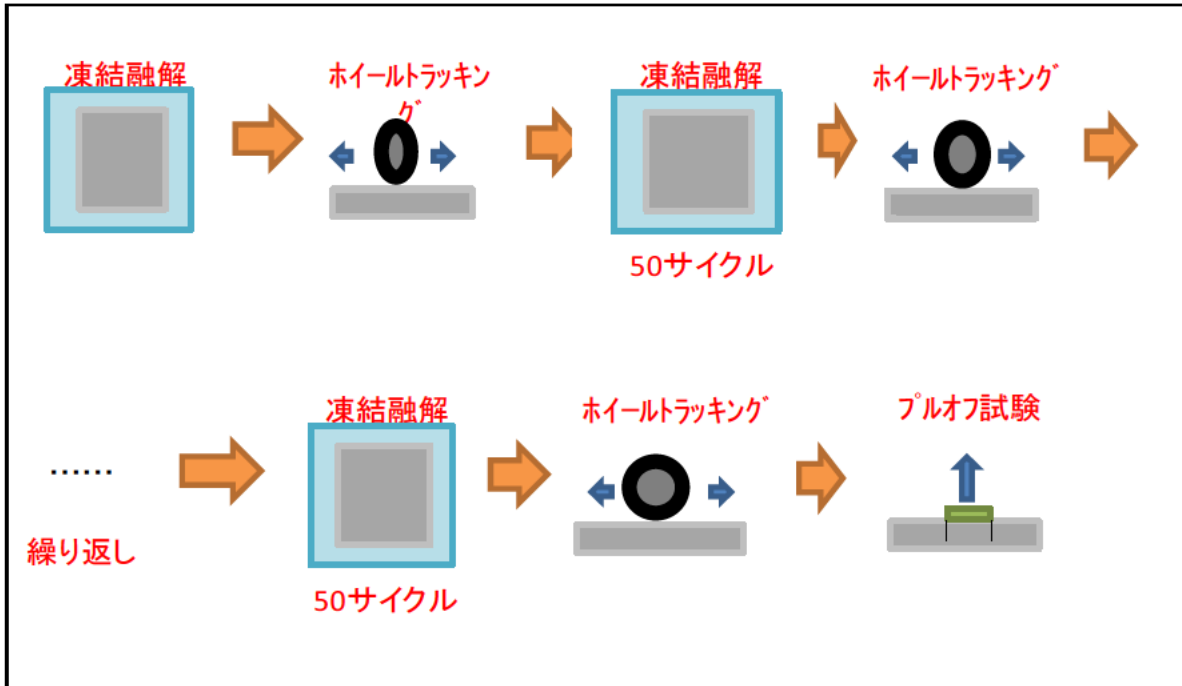 凍結融解
ﾎｲｰﾙﾄﾗｯｷﾝ
ｸﾞ
凍結融解
ﾎｲｰﾙﾄﾗｯｷﾝｸﾞ
50サイクル
……
繰り返し
凍結融解
ﾎｲｰﾙﾄﾗｯｷﾝｸﾞ
ﾌﾟﾙｵﾌ試験
50サイクル